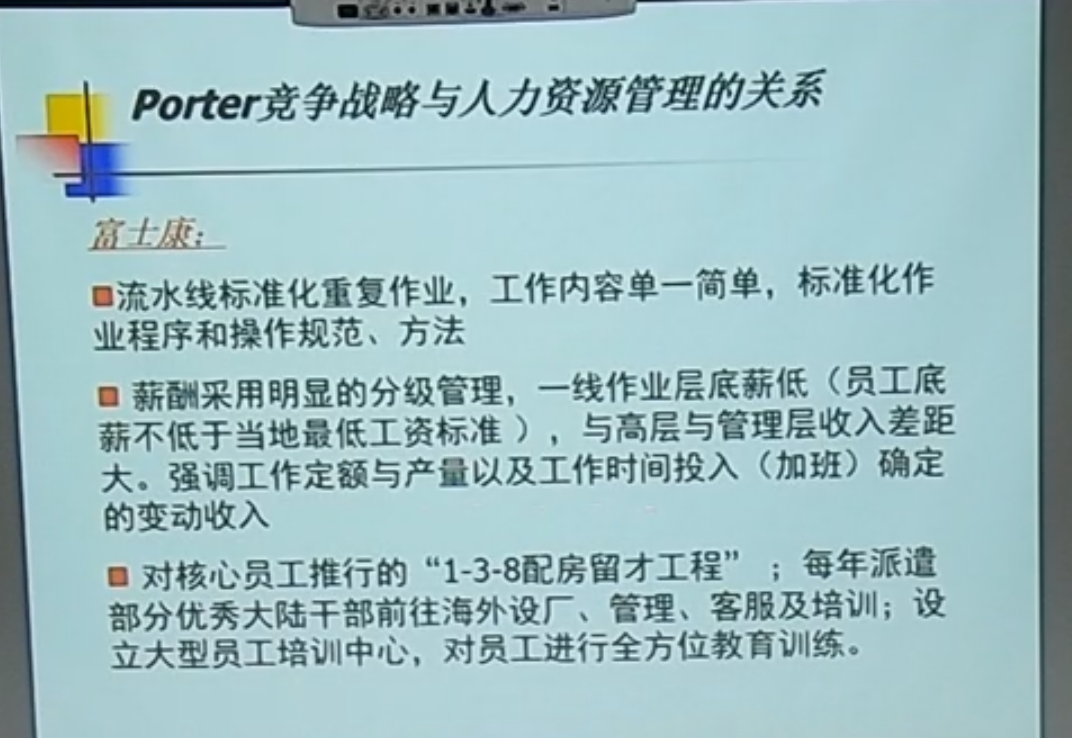 Porter竞争战略与人力资源管理的关系
富士康：
流水线标准化重复作业，工作内容单一简单，标准化作
业程序和操作规范、方法
薪酬采用明显的分级管理，一线作业层底薪低（员工底
薪不低于当地最低工资标准 ），与高层与管理层收入差距
大。强调工作定额与产量以及工作时间投入（加班）确定
的变动收入
对核心员工推行的“1-3-8配房留才工程” ；每年派遣
部分优秀大陆干部前往海外设厂、管理、客服及培训；设
立大型员工培训中心，对员工进行全方位教育训练。